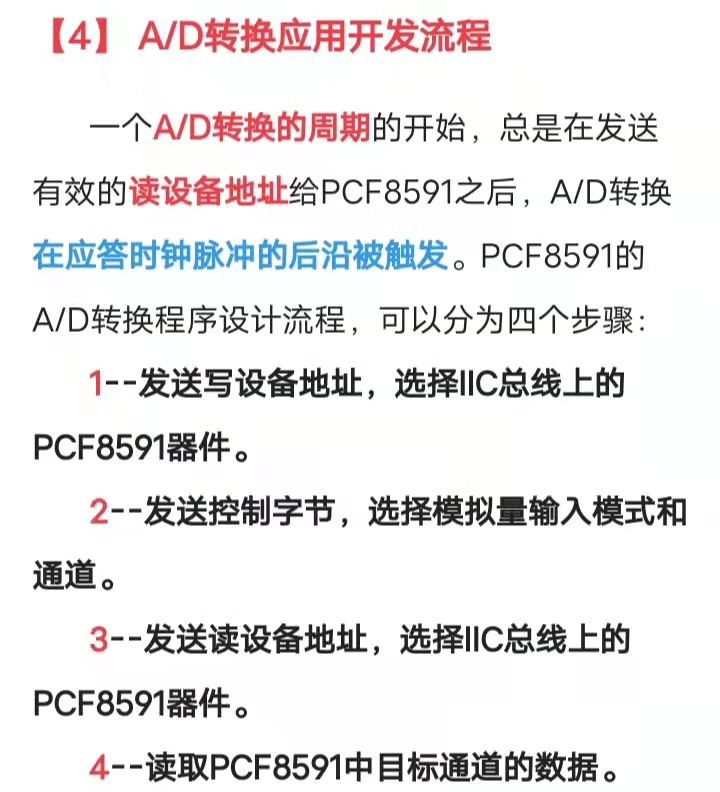 【4】 A/D转换应用开发流程
一个A/D转换的周期的开始，总是在发送
有效的读设备地址给PCF8591之后，A/D转换
在应答时钟脉冲的后沿被触发。PCF8591的
A/D转换程序设计流程，可以分为四个步骤：
1--发送写设备地址，选择IIC总线上的
PCF8591器件。
2--发送控制字节，选择模拟量输入模式和
通道。
3--发送读设备地址，选择IIC总线上的
PCF8591器件。
4--读取PCF8591中目标通道的数据。